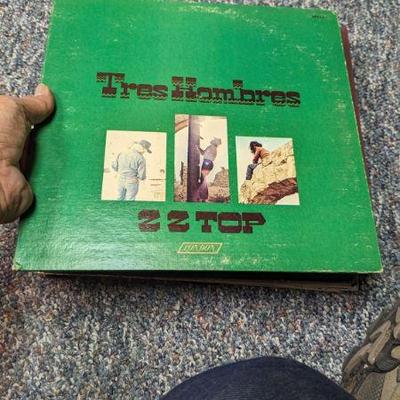 Tres Hombres
ZZ TOP
LONDON